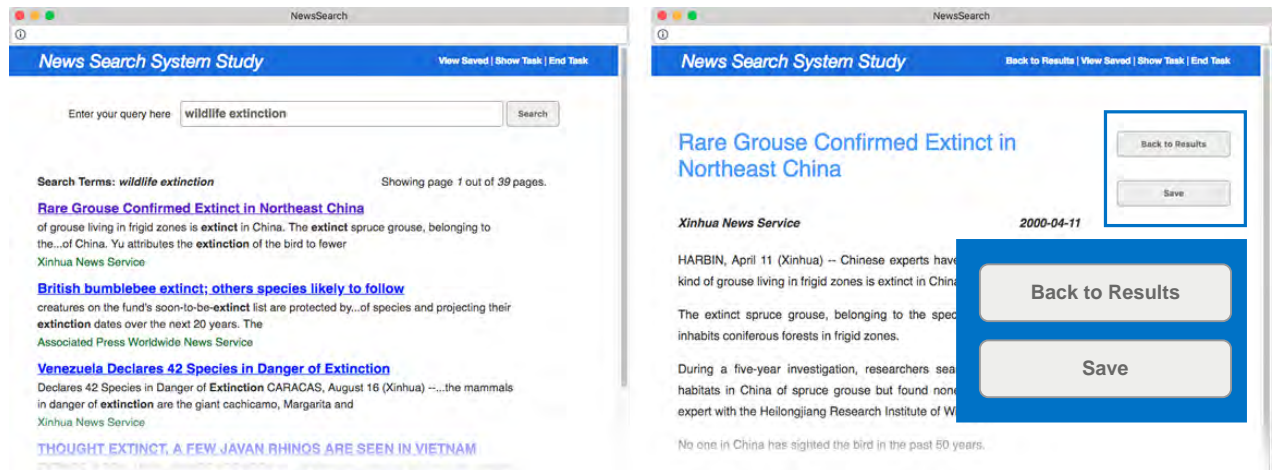 NewsSearch
News Search System Study
View Saved | Show Task | End Task
Enter your query here
wildlife extinction
Search
Search Terms: wildlife extinction
Showing page 1 out of 39 pages.
Rare Grouse Confirmed Extinct in Northeast China
of grouse living in frigid zones is extinct in China. The extinct spruce grouse, belonging to
the...of China. Yu attributes the extinction of the bird to fewer
Xinhua News Service
British bumblebee extinct; others species likely to follow
creatures on the fund's soon-to-be-extinct list are protected by...of species and projecting their
extinction dates over the next 20 years. The
Associated Press Worldwide News Service
Venezuela Declares 42 Species in Danger of Extinction
Declares 42 Species in Danger of Extinction CARACAS, August 16 (Xinhua) --...the mammals
in danger of extinction are the giant cachicamo, Margarita and
Xinhua News Service
THOUGHT EXTINCT, A FEW JAVAN RHINOS ARE SEEN IN VIETNAM
NewsSearch
News Search System Study
Back to Results | View Saved | Show Task | End Task
Rare Grouse Confirmed Extinct in
Northeast China
Back to Results
Save
Xinhua News Service
2000-04-11
HARBIN, April 11 (Xinhua) -- Chinese experts have
kind of grouse living in frigid zones is extinct in China
The extinct spruce grouse, belonging to the spec
inhabits coniferous forests in frigid zones.
During a five-year investigation, researchers sea
habitats in China of spruce grouse but found none
expert with the Heilongjiang Research Institute of W
No one in China has sighted the bird in the past 50 years.
Back to Results
Save